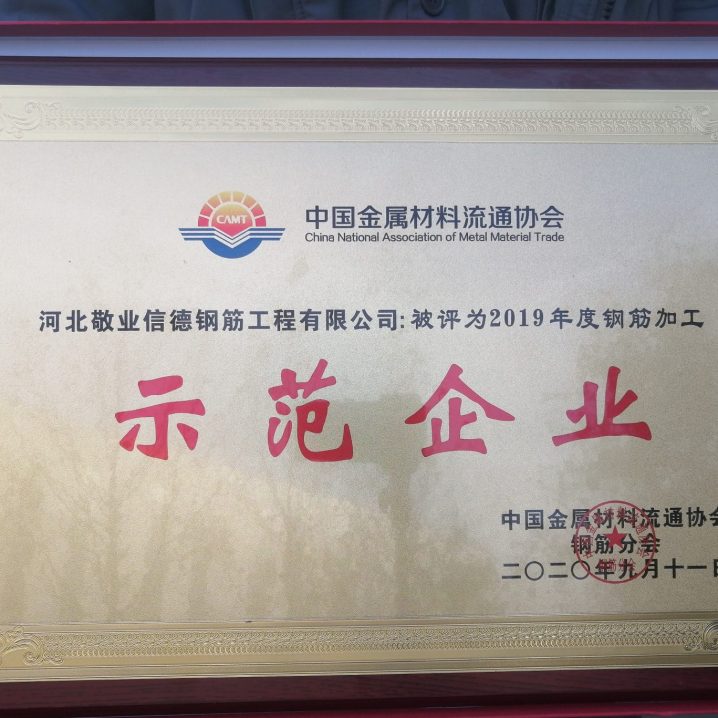 CAMT
中国金属材料流通协会
China National Association of Metal Material Trade
河北敬业信德钢筋工程有限公司:被评为2019年度钢筋加工
示范企业
中国金属材料流通协会
钢筋分会
二〇二〇年九月十一日